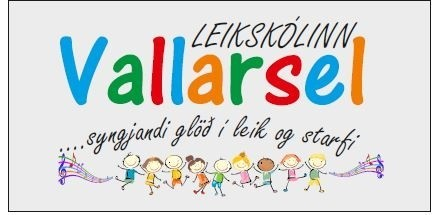 LEIKSKÓLINN
Vallarsel
....syngjandi glöð í leik og starfi